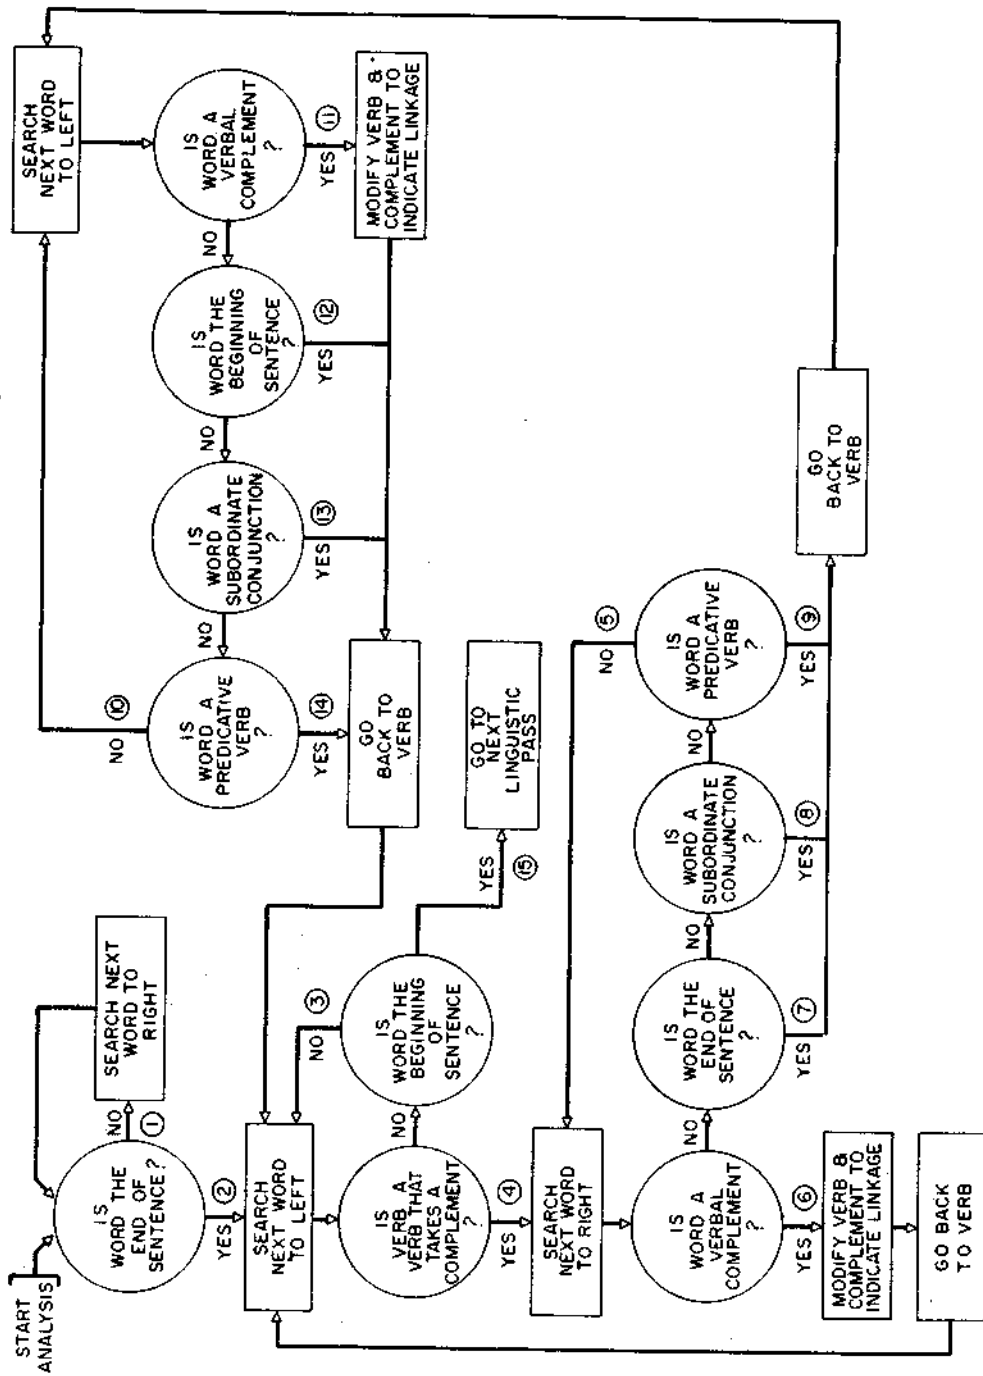 START
ANALYSIS
IS
WORD THE
END OF
SENTENCE?
NO
①
SEARCH NEXT
WORD TO
RIGHT
YES
②
SEARCH
NEXT WORD
TO LEFT
IS
VERB A
VERB THAT
TAKES A
COMPLEMENT
?
NO
IS
WORD THE
BEGINNING
OF
SENTENCE
?
NO
③
YES
⑮
GO TO
NEXT
LINGUISTIC
PASS
YES
④
SEARCH
NEXT WORD
TO RIGHT
IS
WORD A
VERBAL
COMPLEMENT
?
NO
IS
WORD THE
END OF
SENTENCE
?
NO
IS
WORD A
SUBORDINATE
CONJUNCTION
?
NO
IS
WORD A
PREDICATIVE
VERB
?
NO
⑤
YES
⑥
MODIFY VERB &
COMPLEMENT TO
INDICATE LINKAGE
GO BACK
TO VERB
YES
⑦
YES
⑧
YES
⑨
GO
BACK TO
VERB
SEARCH
NEXT WORD
TO LEFT
IS
WORD A
VERBAL
COMPLEMENT
?
YES
⑪
MODIFY VERB &
COMPLEMENT TO
INDICATE LINKAGE
NO
IS
WORD THE
BEGINNING
OF
SENTENCE
?
YES
⑫
NO
IS
WORD A
SUBORDINATE
CONJUNCTION
?
YES
⑬
NO
IS
WORD A
PREDICATIVE
VERB
?
NO
⑩
YES
⑭
GO
BACK TO
VERB